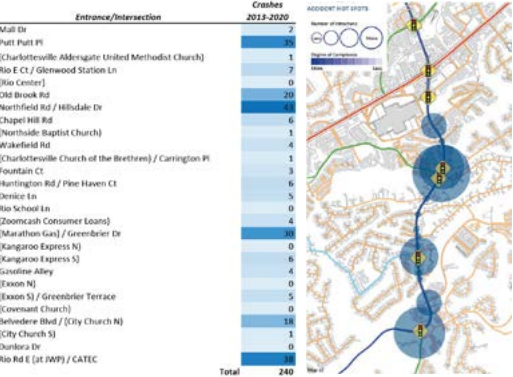 Entrance/Intersection Crashes 2013-2020
Mall Dr 2
Putt Putt Pl 35
[Charlottesville Aldersgate United Methodist Church) 1
Rio E Ct / Glenwood Station Ln 7
[Rio Center] 0
Old Brook Rd 20
Northfield Rd / Hillsdale Dr 43
Chapel Hill Rd 6
(Northside Baptist Church) 1
Wakefield Rd 4
(Charlottesville Church of the Brethren) / Carrington Pl 1
Fountain Ct 3
Huntington Rd / Pine Haven Ct 6
Denice Ln 5
Rio School Ln 0
(Zoomcash Consumer Loans) 4
[Marathon Gas] / Greenbrier Dr 30
(Kangaroo Express N) 0
(Kangaroo Express S) 6
Gasoline Alley 4
(Exxon N) 0
(Exxon S) / Greenbrier Terrace 5
(Covenant Church) 0
Belvedere Blvd / (City Church N) 18
(City Church S) 1
Dunlora Dr 0
Rio Rd E (at JWP) / CATEC 38
Total 240
ACCIDENT HOT SPOTS
Number of
Less
More
Degree of
Less